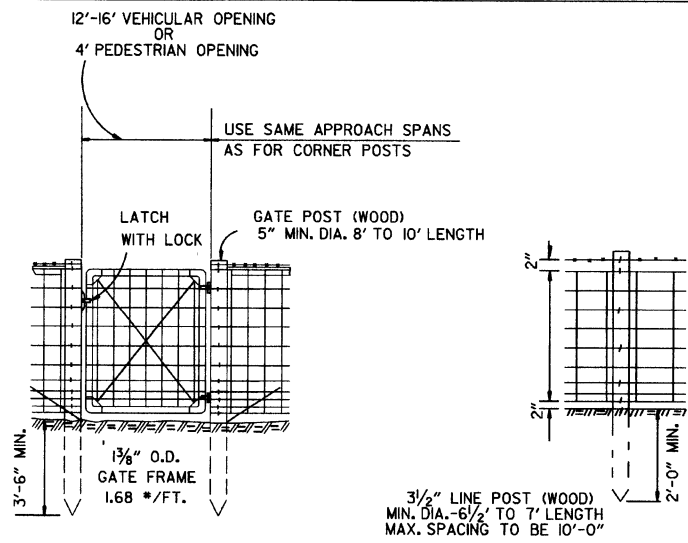 12'-16' VEHICULAR OPENING
OR
4' PEDESTRIAN OPENING
USE SAME APPROACH SPANS
AS FOR CORNER POSTS
LATCH
WITH LOCK
GATE POST (WOOD)
5" MIN. DIA. 8' TO 10' LENGTH
2"
2"
3'-6" MIN.
1⅜" O.D.
GATE FRAME
1.68 #/FT.
2'-0" MIN.
3½" LINE POST (WOOD)
MIN. DIA.-6½' TO 7' LENGTH
MAX. SPACING TO BE 10'-0"